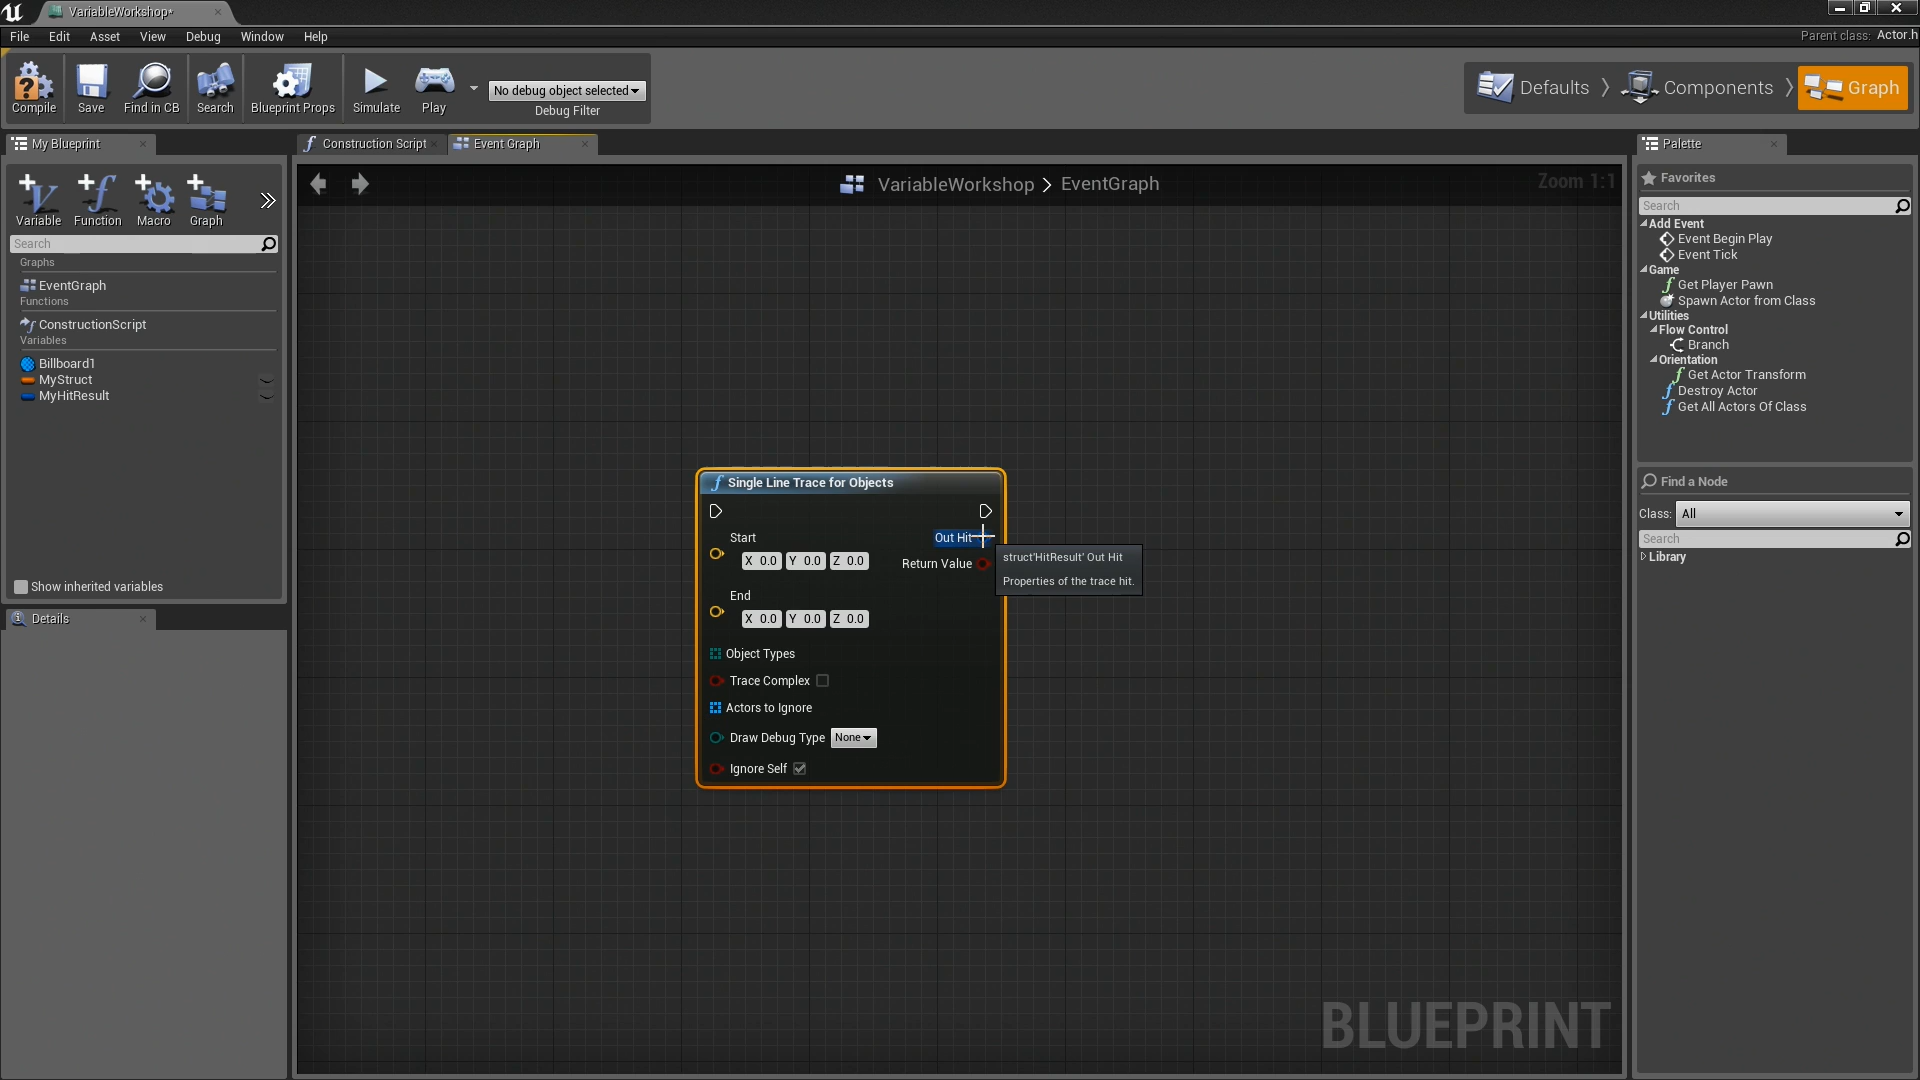 VariableWorkshop*
File Edit Asset View Debug Window Help
Parent class: Actor.h
Compile Save Find in CB Search Blueprint Props Simulate Play
No debug object selected
Debug Filter
Defaults Components Graph
My Blueprint
Variable Function Macro Graph
Search
Graphs
EventGraph
Functions
ConstructionScript
Variables
Billboard1
MyStruct
MyHitResult
Show inherited variables
Details
Construction Script Event Graph
VariableWorkshop > EventGraph
Zoom 1:1
Single Line Trace for Objects
Start
X 0.0 Y 0.0 Z 0.0
End
X 0.0 Y 0.0 Z 0.0
Object Types
Trace Complex
Actors to Ignore
Draw Debug Type None
Ignore Self
Out Hit
Return Value
struct'HitResult' Out Hit
Properties of the trace hit.
BLUEPRINT
Palette
Favorites
Search
Add Event
Event Begin Play
Event Tick
Game
Get Player Pawn
Spawn Actor from Class
Utilities
Flow Control
Branch
Orientation
Get Actor Transform
Destroy Actor
Get All Actors Of Class
Find a Node
Class: All
Search
Library